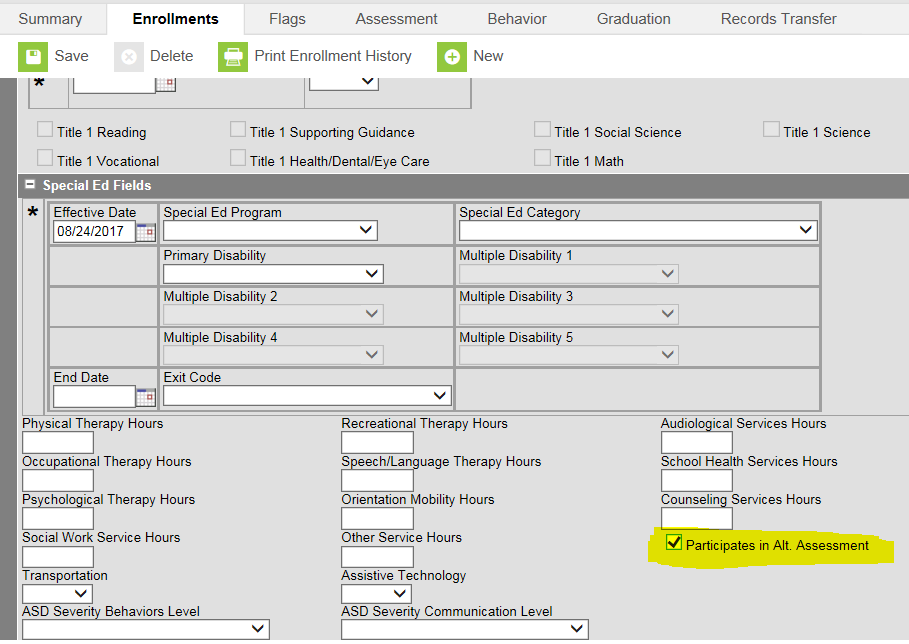 Summary Enrollments Flags Assessment Behavior Graduation Records Transfer
Save Delete Print Enrollment History New
*
Title 1 Reading Title 1 Supporting Guidance Title 1 Social Science Title 1 Science
Title 1 Vocational Title 1 Health/Dental/Eye Care Title 1 Math
Special Ed Fields
* Effective Date Special Ed Program Special Ed Category
08/24/2017
Primary Disability Multiple Disability 1
Multiple Disability 2 Multiple Disability 3
Multiple Disability 4 Multiple Disability 5
End Date Exit Code
Physical Therapy Hours Recreational Therapy Hours Audiological Services Hours
Occupational Therapy Hours Speech/Language Therapy Hours School Health Services Hours
Psychological Therapy Hours Orientation Mobility Hours Counseling Services Hours
Social Work Service Hours Other Service Hours Participates in Alt. Assessment
Transportation Assistive Technology
ASD Severity Behaviors Level ASD Severity Communication Level